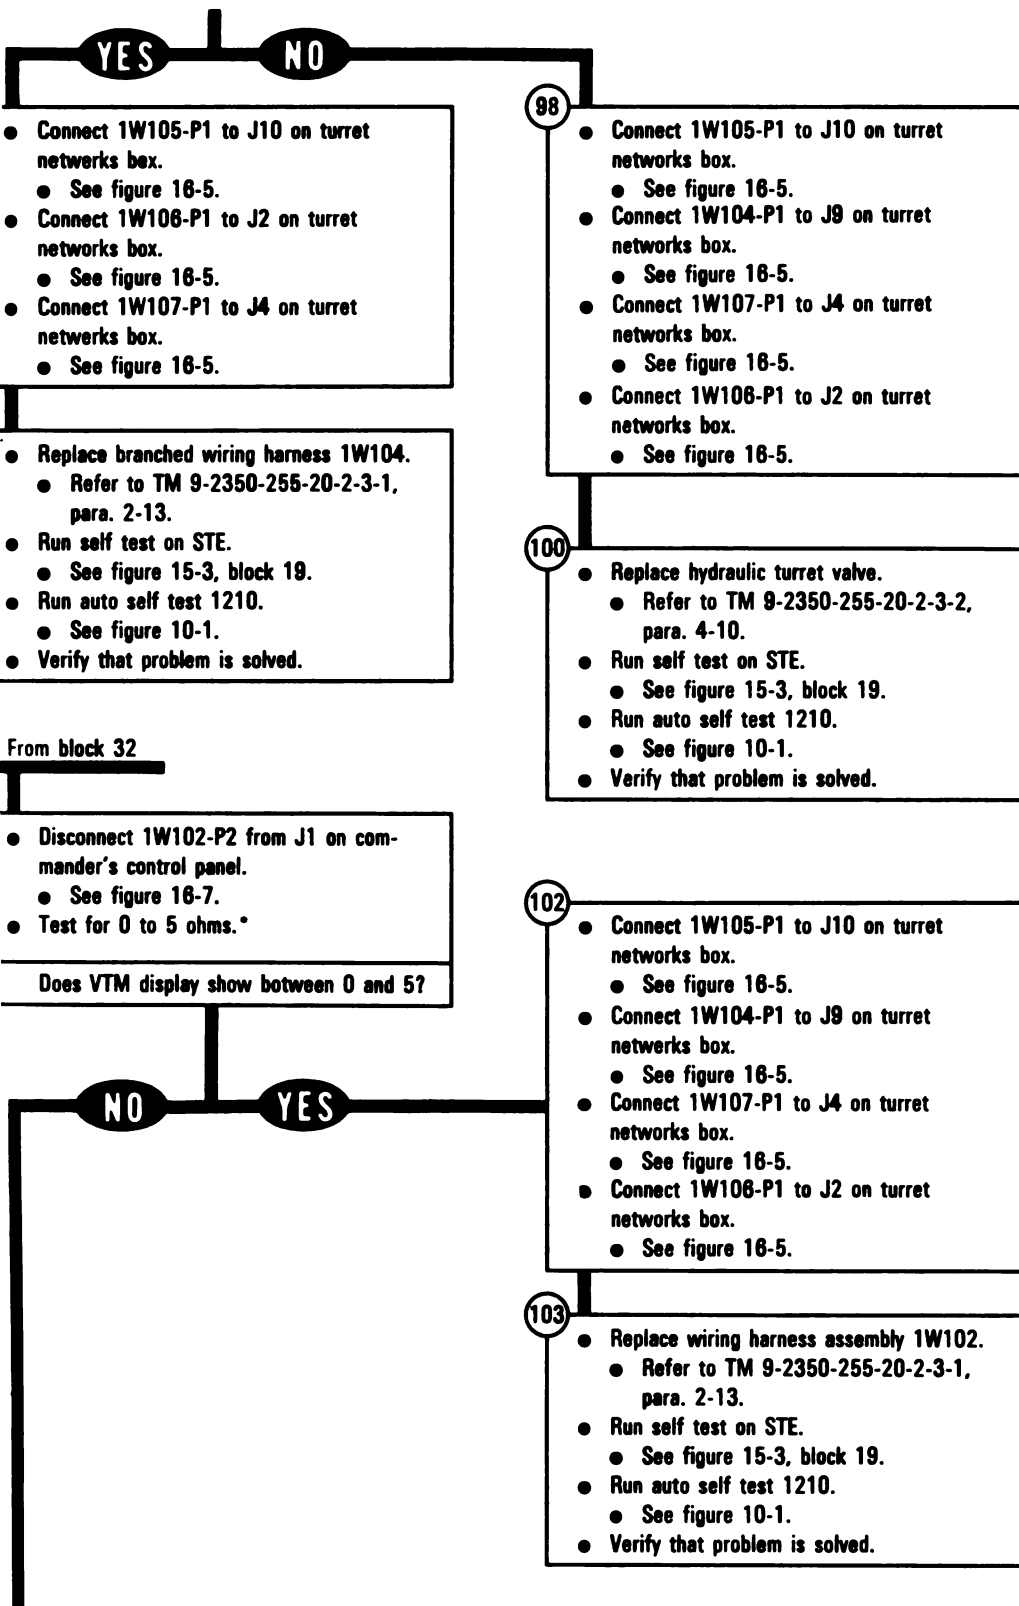 YES NO
● Connect 1W105-P1 to J10 on turret
netwerks bex.
● See figure 16-5.
● Connect 1W106-P1 to J2 on turret
networks box.
● See figure 16-5.
● Connect 1W107-P1 to J4 on turret
netwerks box.
● See figure 16-5.
● Replace branched wiring harness 1W104.
● Refer to TM 9-2350-255-20-2-3-1,
para. 2-13.
● Run self test on STE.
● See figure 15-3, block 19.
● Run auto self test 1210.
● See figure 10-1.
● Verify that problem is solved.
98
● Connect 1W105-P1 to J10 on turret
networks box.
● See figure 16-5.
● Connect 1W104-P1 to J9 on turret
networks box.
● See figure 16-5.
● Connect 1W107-P1 to J4 on turret
networks box.
● See figure 16-5.
● Connect 1W106-P1 to J2 on turret
networks box.
● See figure 16-5.
100
● Replace hydraulic turret valve.
● Refer to TM 9-2350-255-20-2-3-2,
para. 4-10.
● Run self test on STE.
● See figure 15-3, block 19.
● Run auto self test 1210.
● See figure 10-1.
● Verify that problem is solved.
From block 32
● Disconnect 1W102-P2 from J1 on com-
mander's control panel.
● See figure 16-7.
● Test for 0 to 5 ohms.*
Does VTM display show botween 0 and 5?
NO YES
102
● Connect 1W105-P1 to J10 on turret
networks box.
● See figure 16-5.
● Connect 1W104-P1 to J9 on turret
netwerks box.
● See figure 16-5.
● Connect 1W107-P1 to J4 on turret
networks box.
● See figure 16-5.
● Connect 1W106-P1 to J2 on turret
networks box.
● See figure 16-5.
103
● Replace wiring harness assembly 1W102.
● Refer to TM 9-2350-255-20-2-3-1,
para. 2-13.
● Run self test on STE.
● See figure 15-3, block 19.
● Run auto self test 1210.
● See figure 10-1.
● Verify that problem is solved.